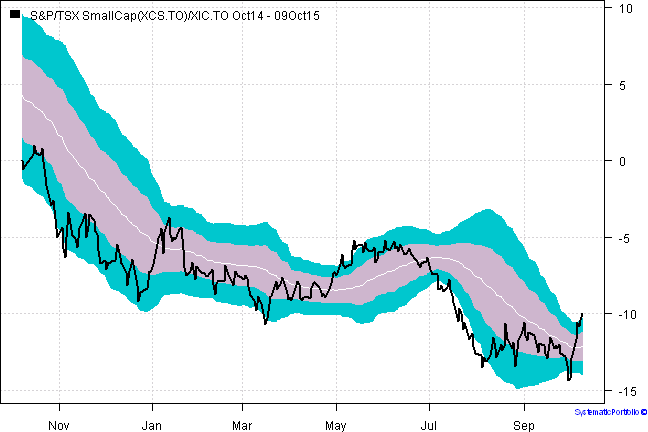 S&P/TSX SmallCap(XCS.TO)/XIC.TO Oct14 - 09Oct15
10
5
0
-5
-10
-15
Nov Jan Mar May Jul Sep
SystematicPortfolio ©